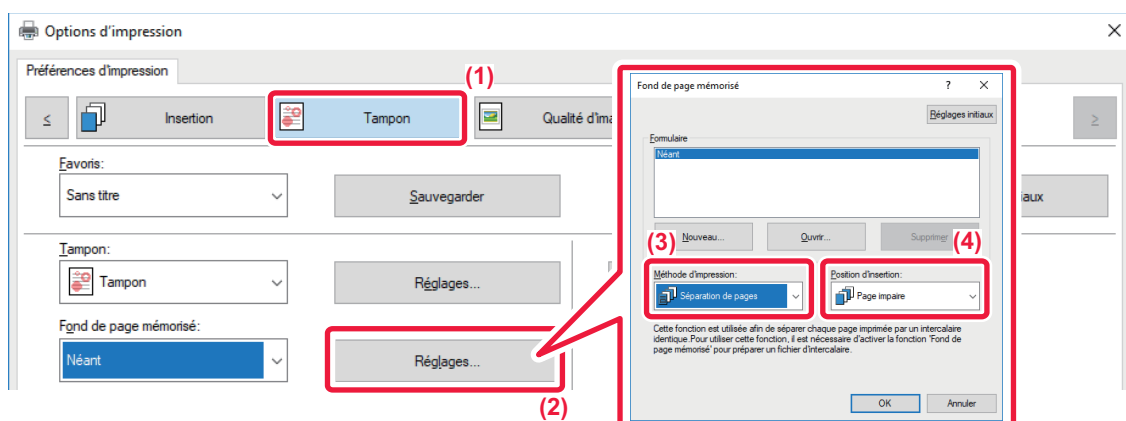 Options d'impression
Préférences d'impression
(1)
<
Insertion
Tampon
Qualité d'ima
>
Favoris:
Sans titre
Sauvegarder
iaux
Tampon:
Tampon
Réglages...
Fond de page mémorisé:
Néant
Réglages...
(2)
Fond de page mémorisé
?
Réglages initiaux
Formulaire
Néant
Nouveau...
Ouvrir...
Supprimer
(3)
(4)
Méthode d'impression:
Position d'insertion:
Séparation de pages
Page impaire
Cette fonction est utilisée afin de séparer chaque page imprimée par un intercalaire
identique.Pour utiliser cette fonction, il est nécessaire d'activer la fonction 'Fond de
page mémorisé' pour préparer un fichier d'intercalaire.
OK
Annuler